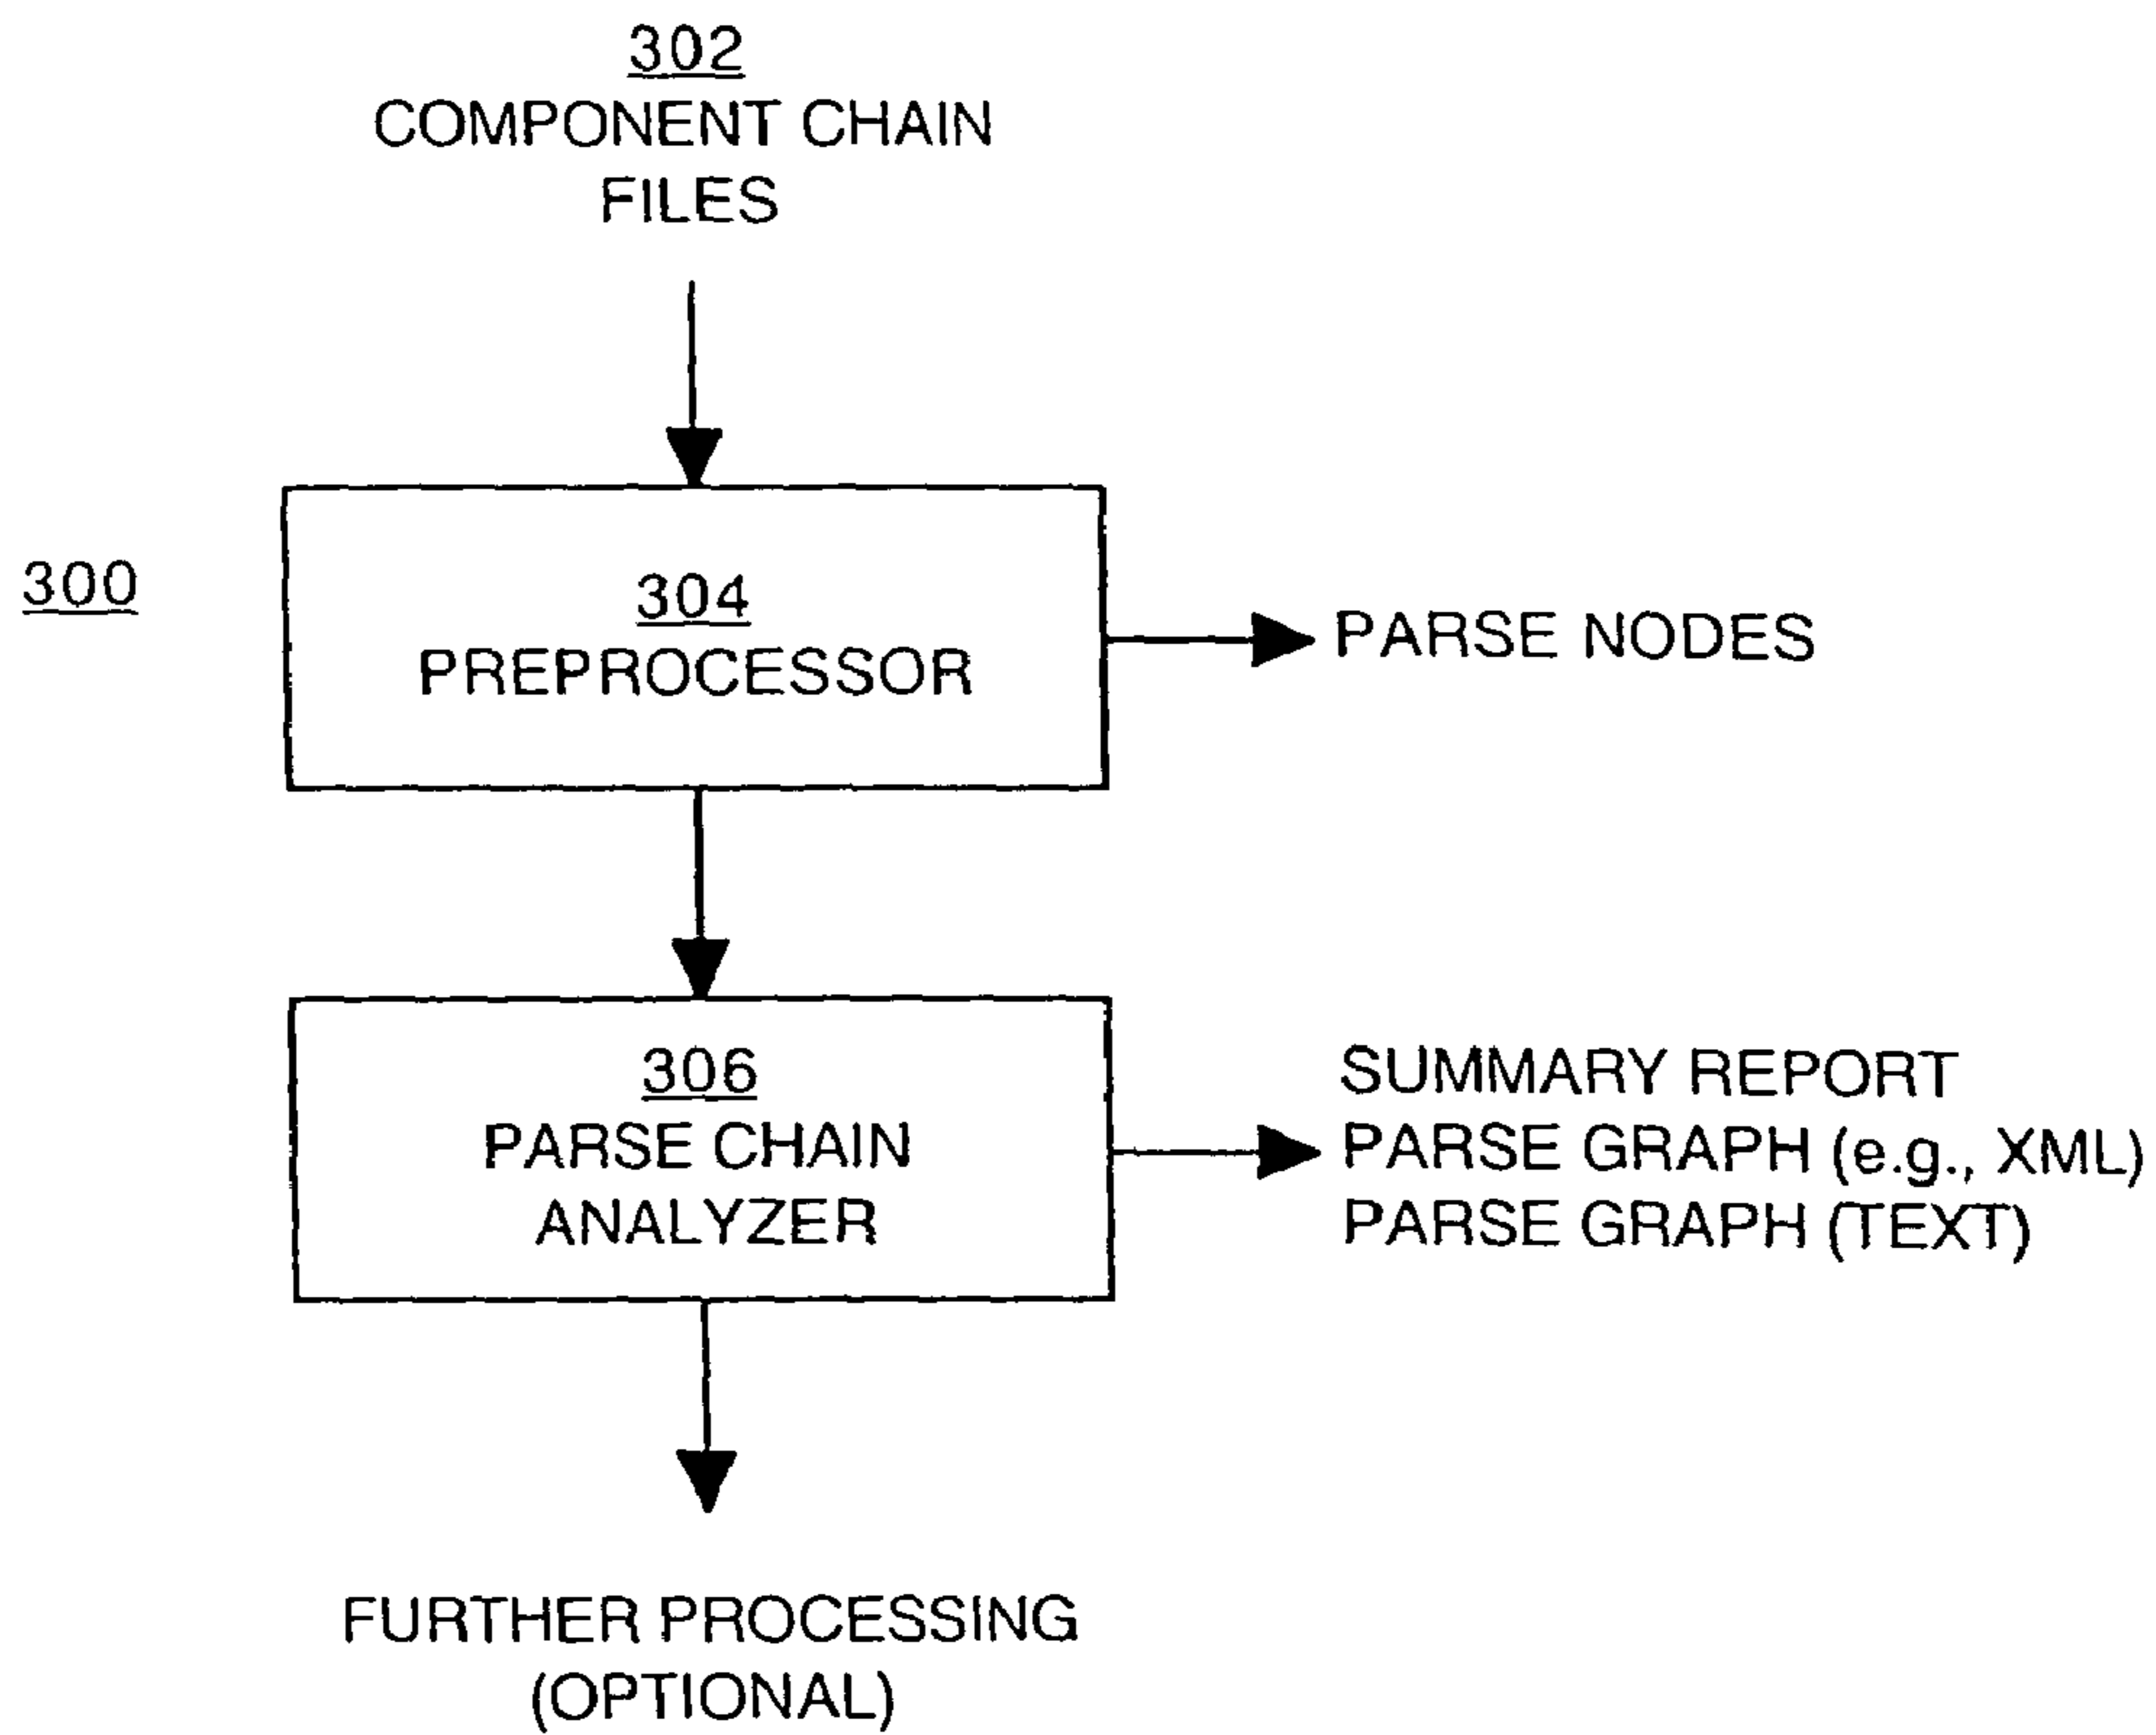 302
COMPONENT CHAIN
FILES
300
304
PREPROCESSOR
PARSE NODES
306
PARSE CHAIN
ANALYZER
SUMMARY REPORT
PARSE GRAPH (e.g., XML)
PARSE GRAPH (TEXT)
FURTHER PROCESSING
(OPTIONAL)